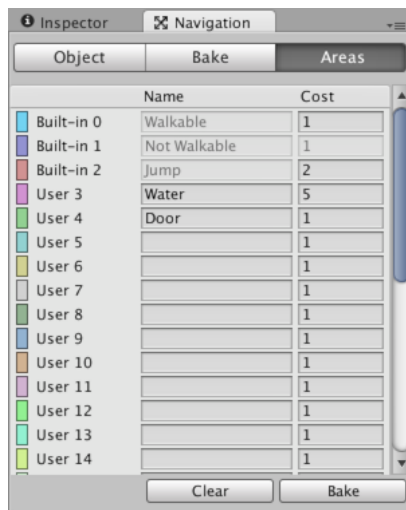 Inspector Navigation
Object Bake Areas
Name Cost
Built-in 0 Walkable 1
Built-in 1 Not Walkable 1
Built-in 2 Jump 2
User 3 Water 5
User 4 Door 1
User 5 1
User 6 1
User 7 1
User 8 1
User 9 1
User 10 1
User 11 1
User 12 1
User 13 1
User 14 1
Clear Bake